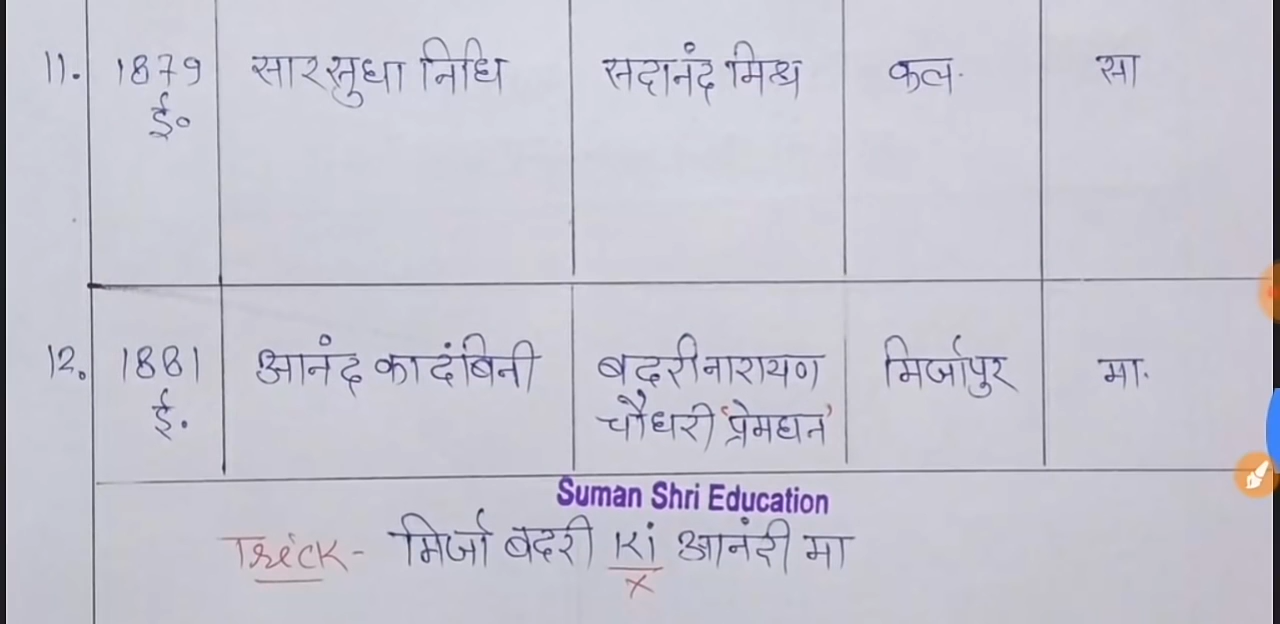 11. 1879 सारसुधा निधि सदानंद मिश्र कल. सा
ई०
12. 1881 आनंद कादंबिनी बदरीनारायण मिर्जापुर मा.
ई. चौधरी 'प्रेमघन'
Suman Shri Education
Trick - मिर्जा बदरी Ki आनंदी मा
x